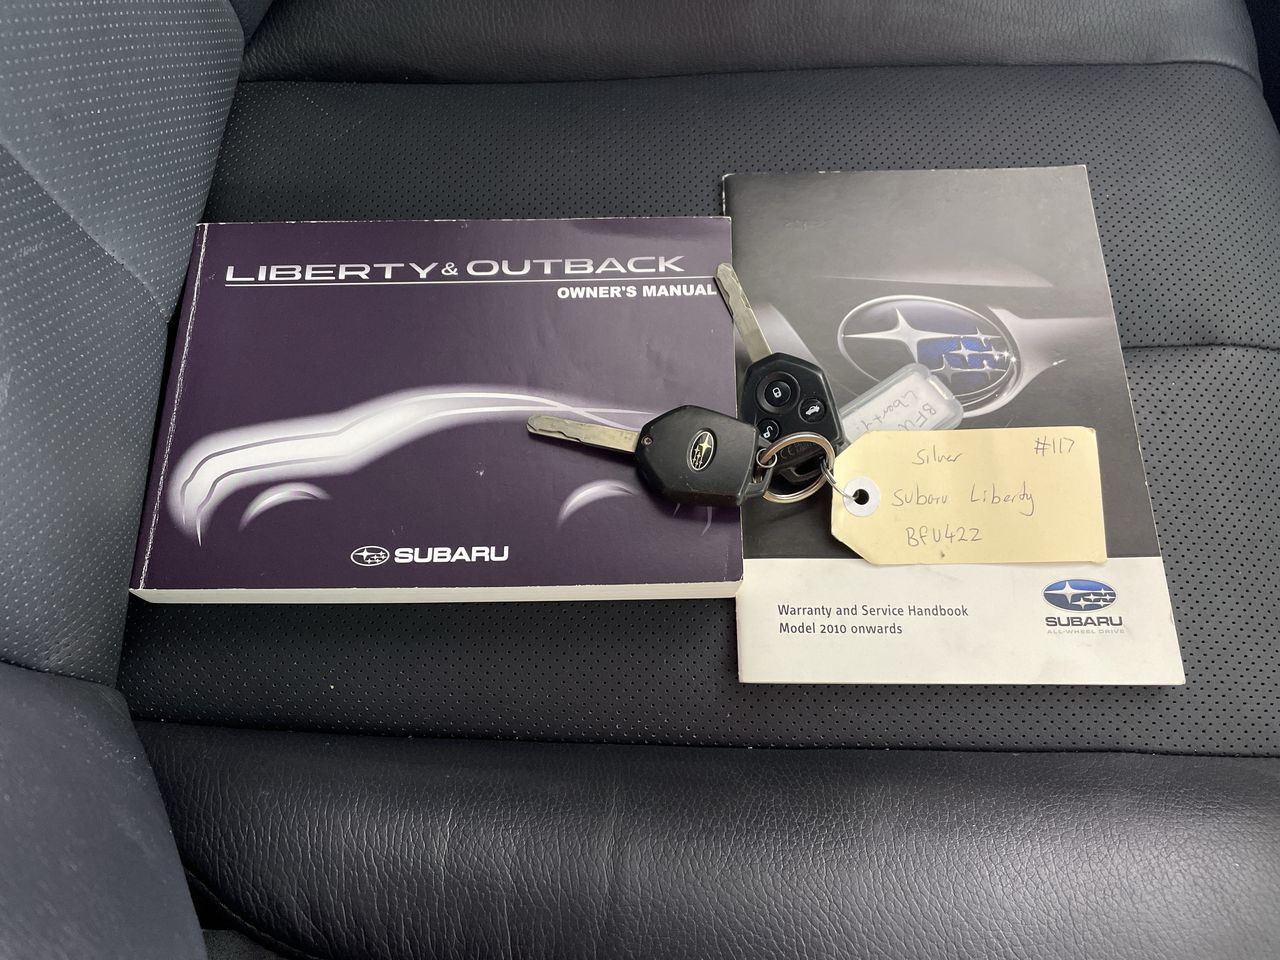 LIBERTY & OUTBACK
OWNER'S MANUAL
SUBARU
Silver #117
Subaru Liberty
BFU422
Warranty and Service Handbook
Model 2010 onwards
SUBARU
ALL-WHEEL DRIVE